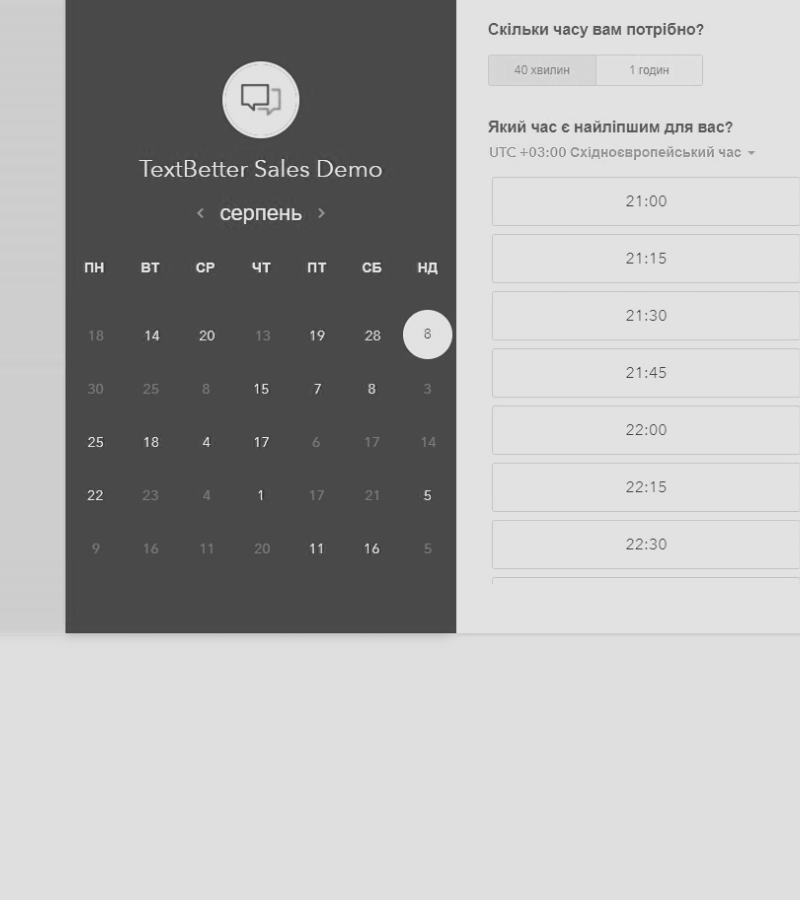 TextBetter Sales Demo
серпень
ПН ВТ СР ЧТ ПТ СБ НД
18 14 20 13 19 28 8
30 25 8 15 7 8 3
25 18 4 17 6 17 14
22 23 4 1 17 21 5
9 16 11 20 11 16 5
Скільки часу вам потрібно?
40 хвилин 1 годин
Який час є найліпшим для вас?
UTC +03:00 Східноєвропейський час
21:00
21:15
21:30
21:45
22:00
22:15
22:30